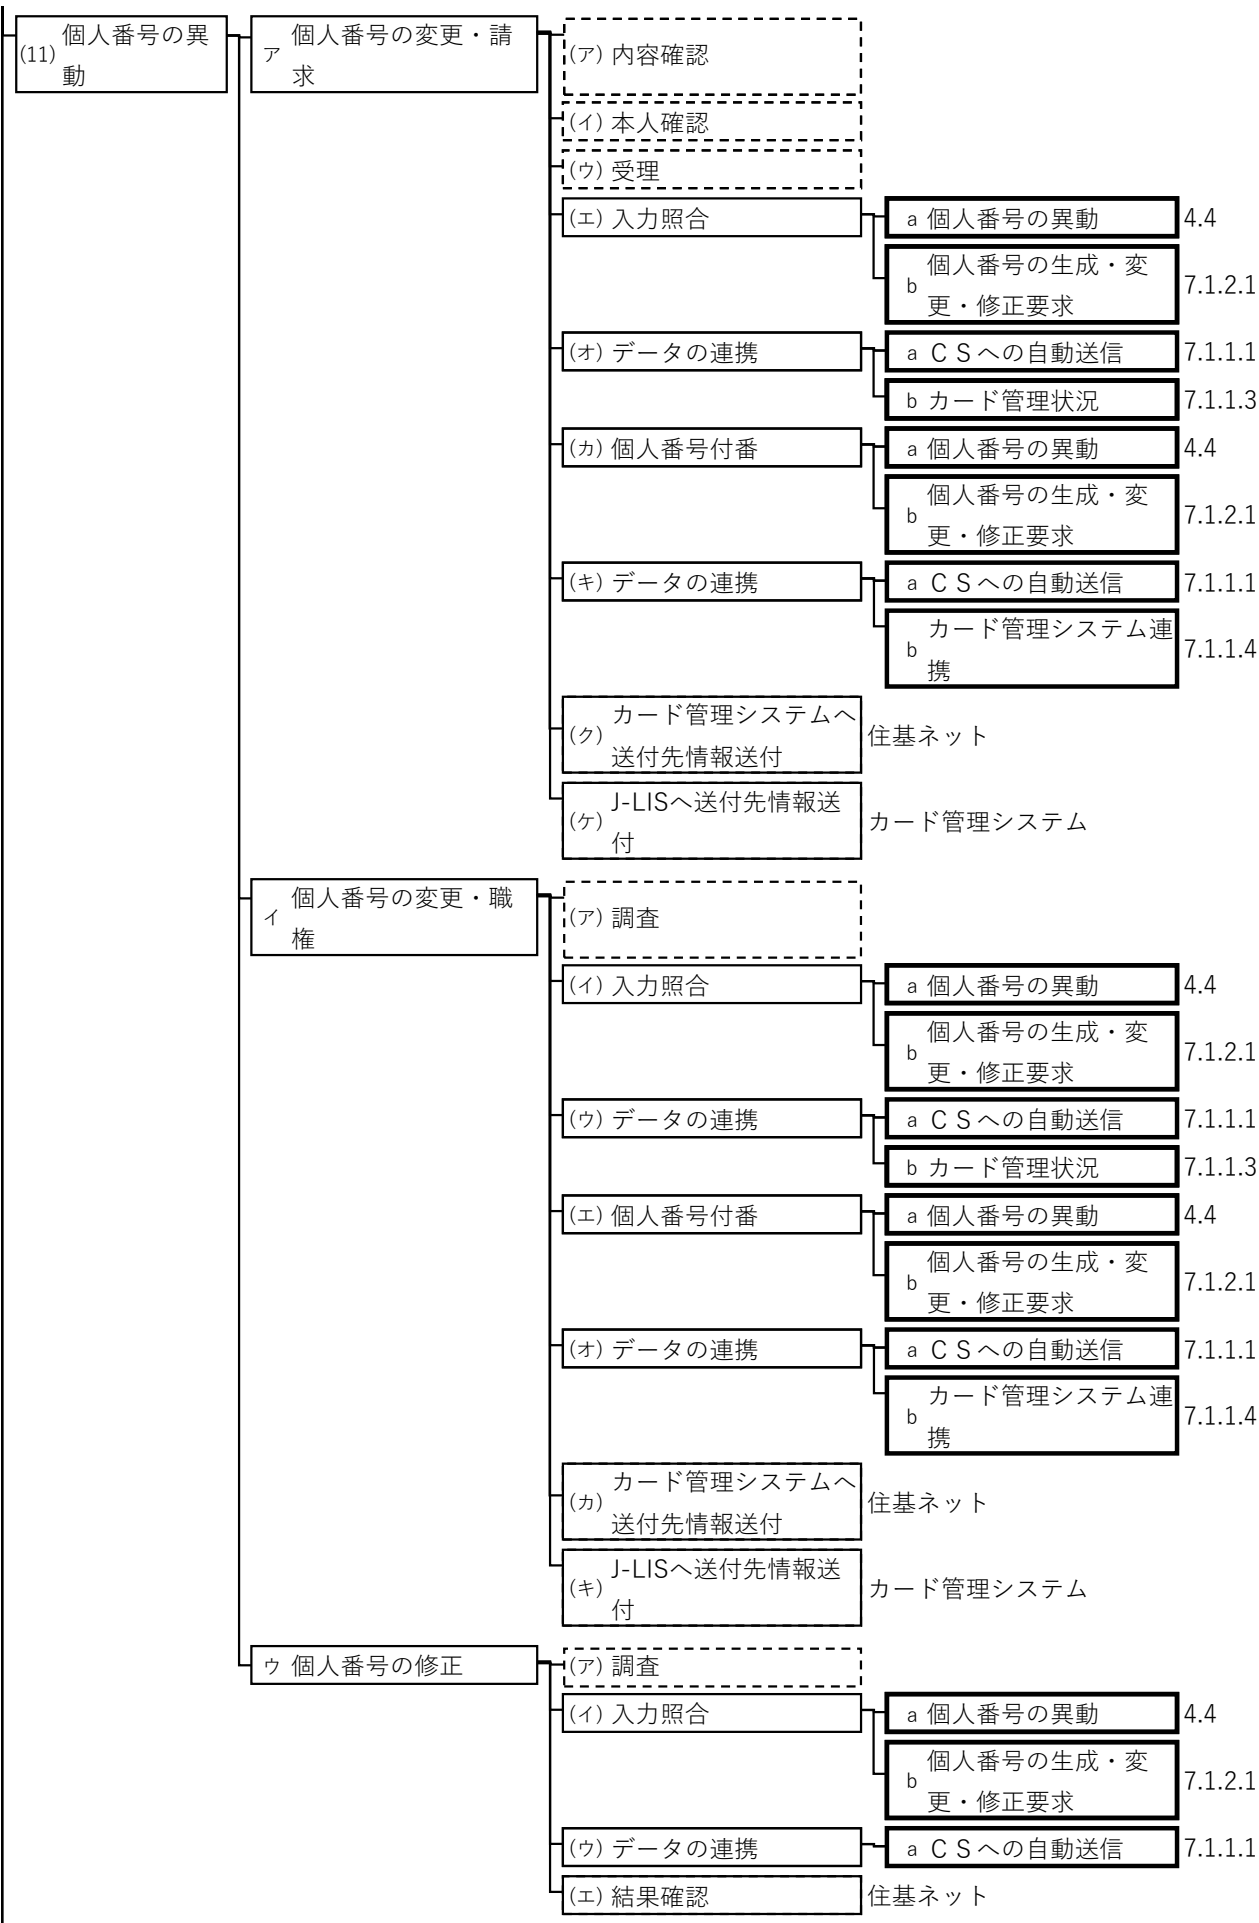 (11) 個人番号の異
動
ア 個人番号の変更・請
求
(ア) 内容確認
(イ) 本人確認
(ウ) 受理
(エ) 入力照合
a 個人番号の異動 4.4
b 個人番号の生成・変
更・修正要求 7.1.2.1
(オ) データの連携
a ＣＳへの自動送信 7.1.1.1
b カード管理状況 7.1.1.3
(カ) 個人番号付番
a 個人番号の異動 4.4
b 個人番号の生成・変
更・修正要求 7.1.2.1
(キ) データの連携
a ＣＳへの自動送信 7.1.1.1
b カード管理システム連
携 7.1.1.4
(ク) カード管理システムへ
送付先情報送付 住基ネット
(ケ) J-LISへ送付先情報送
付 カード管理システム
イ 個人番号の変更・職
権
(ア) 調査
(イ) 入力照合
a 個人番号の異動 4.4
b 個人番号の生成・変
更・修正要求 7.1.2.1
(ウ) データの連携
a ＣＳへの自動送信 7.1.1.1
b カード管理状況 7.1.1.3
(エ) 個人番号付番
a 個人番号の異動 4.4
b 個人番号の生成・変
更・修正要求 7.1.2.1
(オ) データの連携
a ＣＳへの自動送信 7.1.1.1
b カード管理システム連
携 7.1.1.4
(カ) カード管理システムへ
送付先情報送付 住基ネット
(キ) J-LISへ送付先情報送
付 カード管理システム
ウ 個人番号の修正
(ア) 調査
(イ) 入力照合
a 個人番号の異動 4.4
b 個人番号の生成・変
更・修正要求 7.1.2.1
(ウ) データの連携
a ＣＳへの自動送信 7.1.1.1
(エ) 結果確認 住基ネット